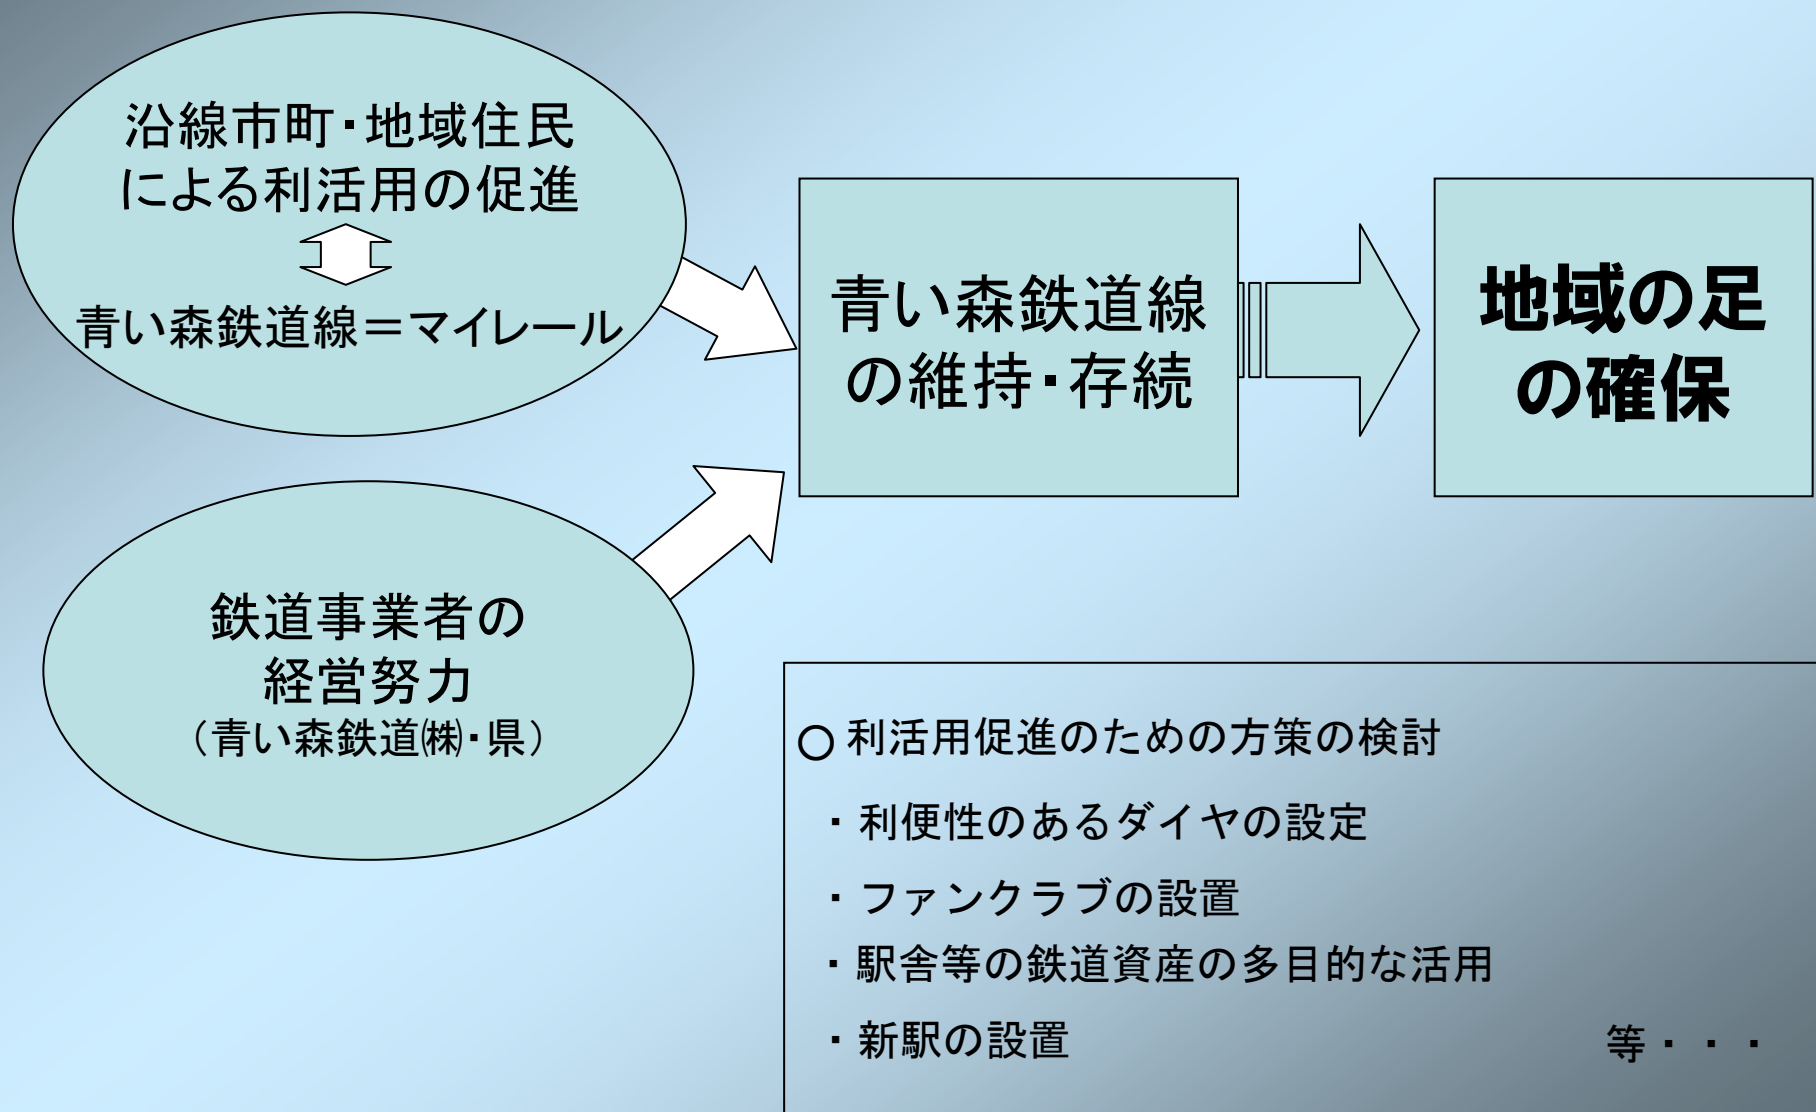 沿線市町・地域住民
による利活用の促進
青い森鉄道線＝マイレール
鉄道事業者の
経営努力
（青い森鉄道㈱・県）
青い森鉄道線
の維持・存続
地域の足
の確保
○利活用促進のための方策の検討
・利便性のあるダイヤの設定
・ファンクラブの設置
・駅舎等の鉄道資産の多目的な活用
・新駅の設置　等・・・